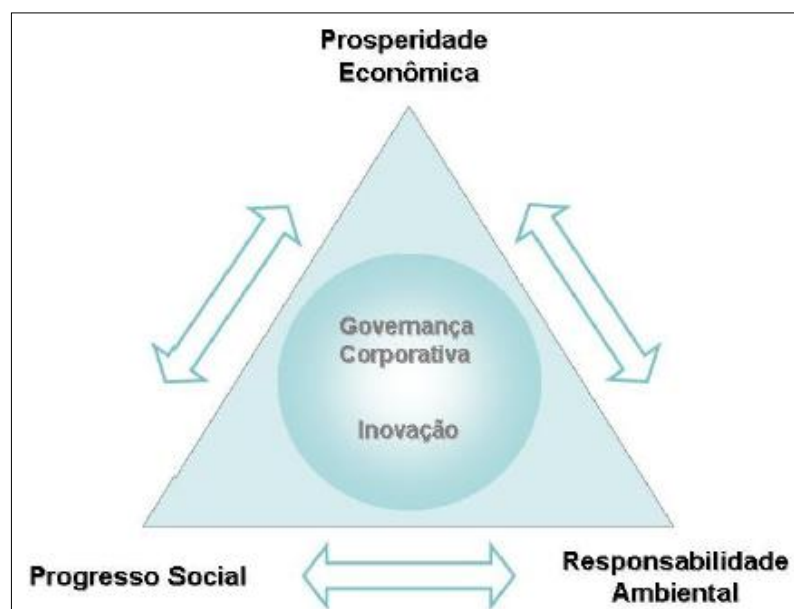 Prosperidade
Econômica
Governança
Corporativa
Inovação
Progresso Social
Responsabilidade
Ambiental